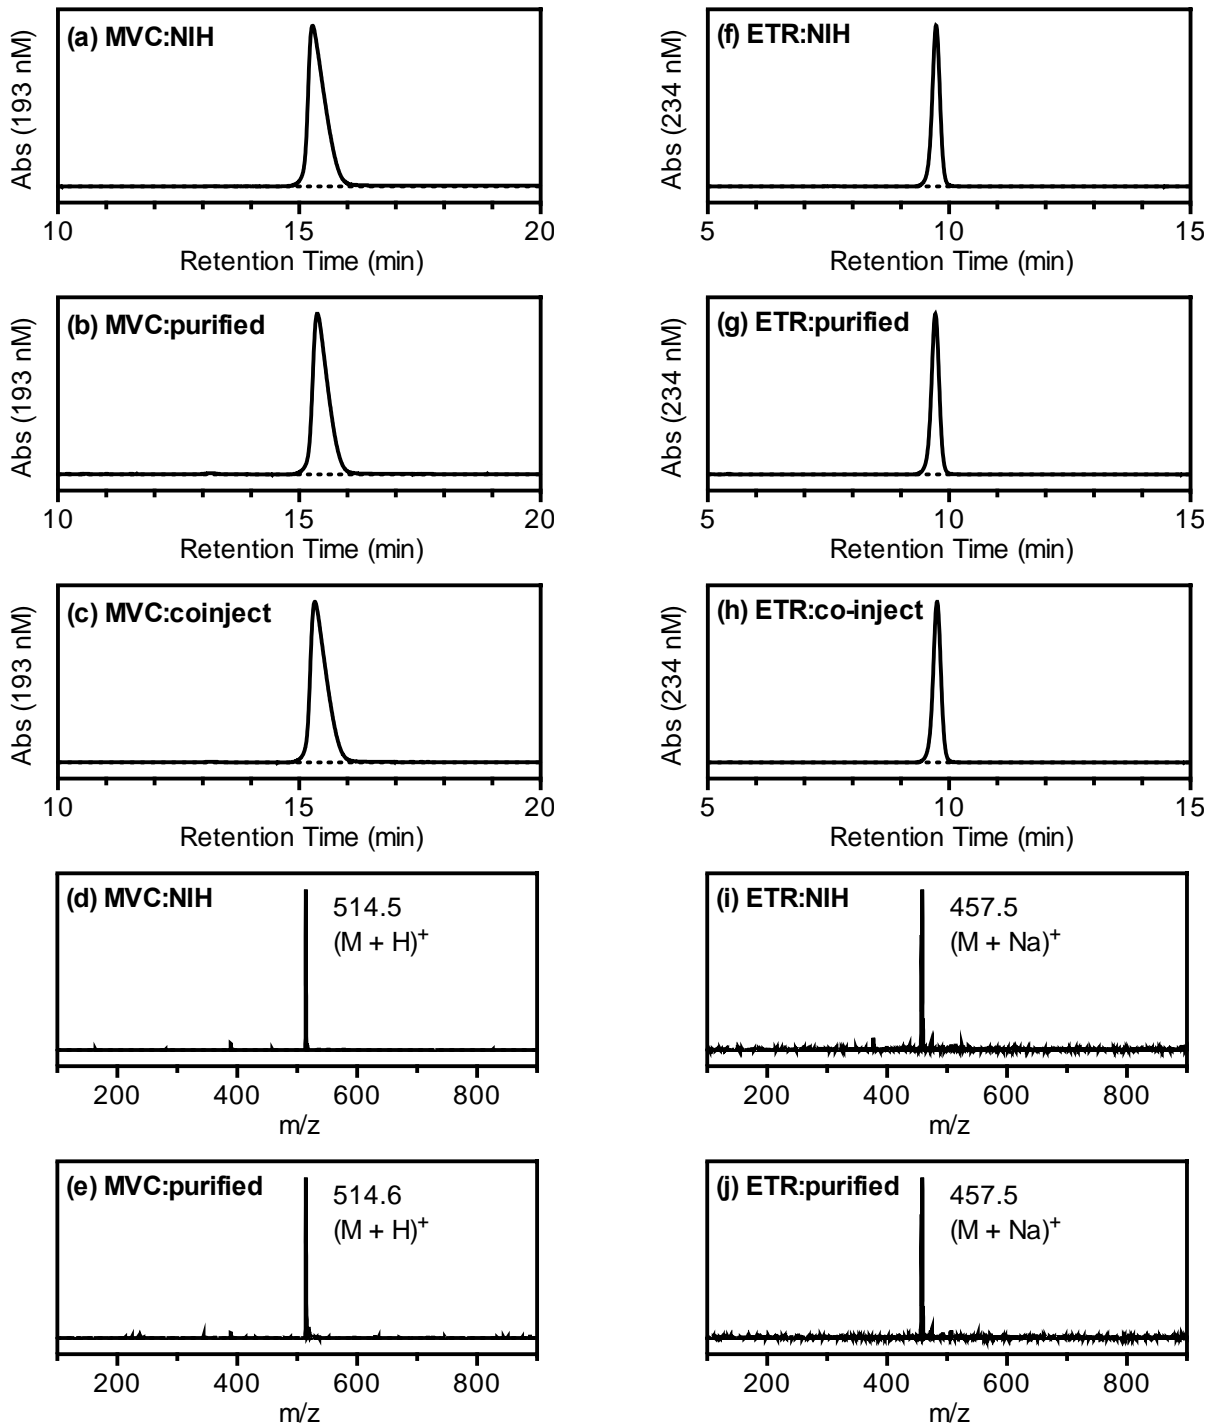 (a) MVC:NIH
Abs (193 nM)
10 15 20
Retention Time (min)
(b) MVC:purified
Abs (193 nM)
10 15 20
Retention Time (min)
(c) MVC:coinject
Abs (193 nM)
10 15 20
Retention Time (min)
(d) MVC:NIH
514.5
(M + H)+
200 400 600 800
m/z
(e) MVC:purified
514.6
(M + H)+
200 400 600 800
m/z
(f) ETR:NIH
Abs (234 nM)
5 10 15
Retention Time (min)
(g) ETR:purified
Abs (234 nM)
5 10 15
Retention Time (min)
(h) ETR:co-inject
Abs (234 nM)
5 10 15
Retention Time (min)
(i) ETR:NIH
457.5
(M + Na)+
200 400 600 800
m/z
(j) ETR:purified
457.5
(M + Na)+
200 400 600 800
m/z